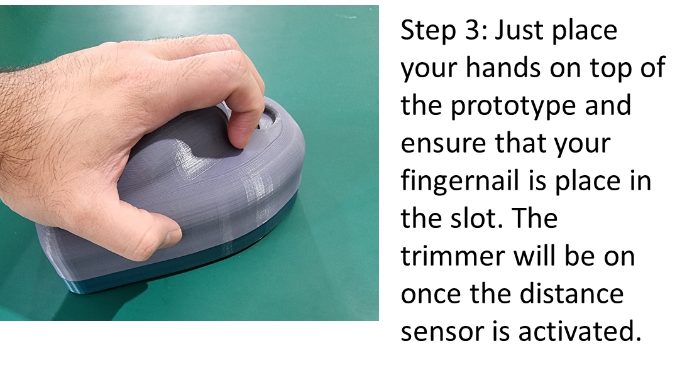 Step 3: Just place
your hands on top of
the prototype and
ensure that your
fingernail is place in
the slot. The
trimmer will be on
once the distance
sensor is activated.